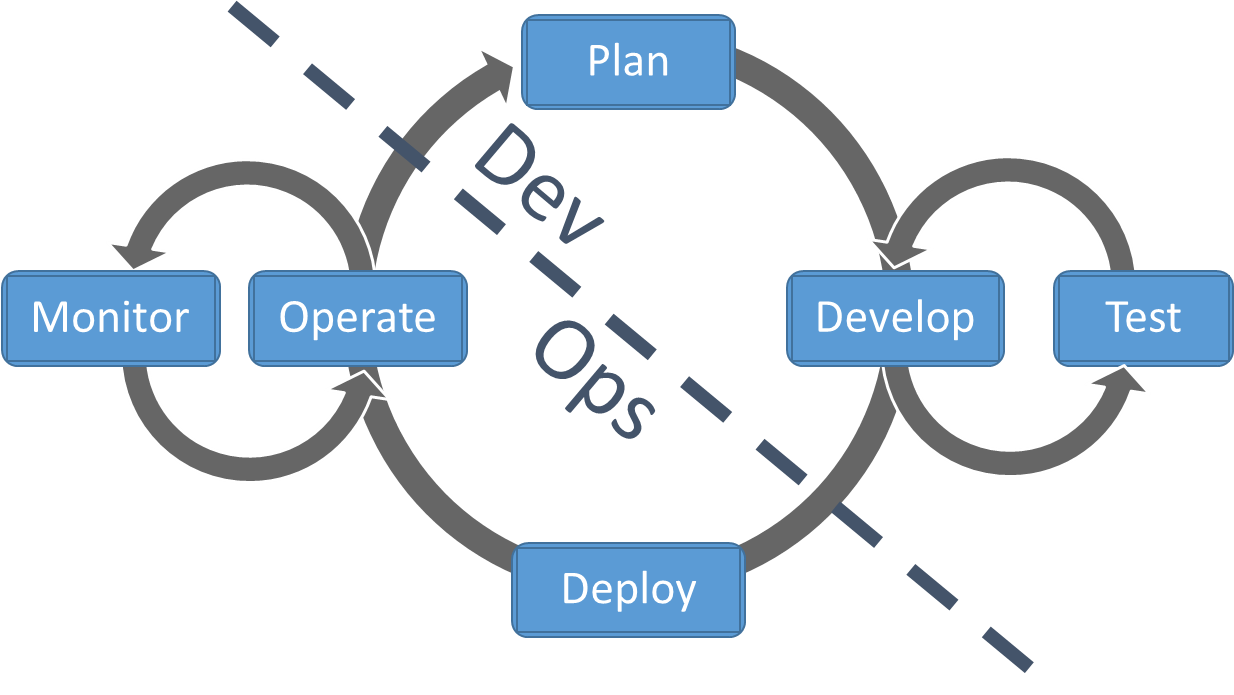 Plan
Dev
Monitor
Operate
Develop
Test
Ops
Deploy